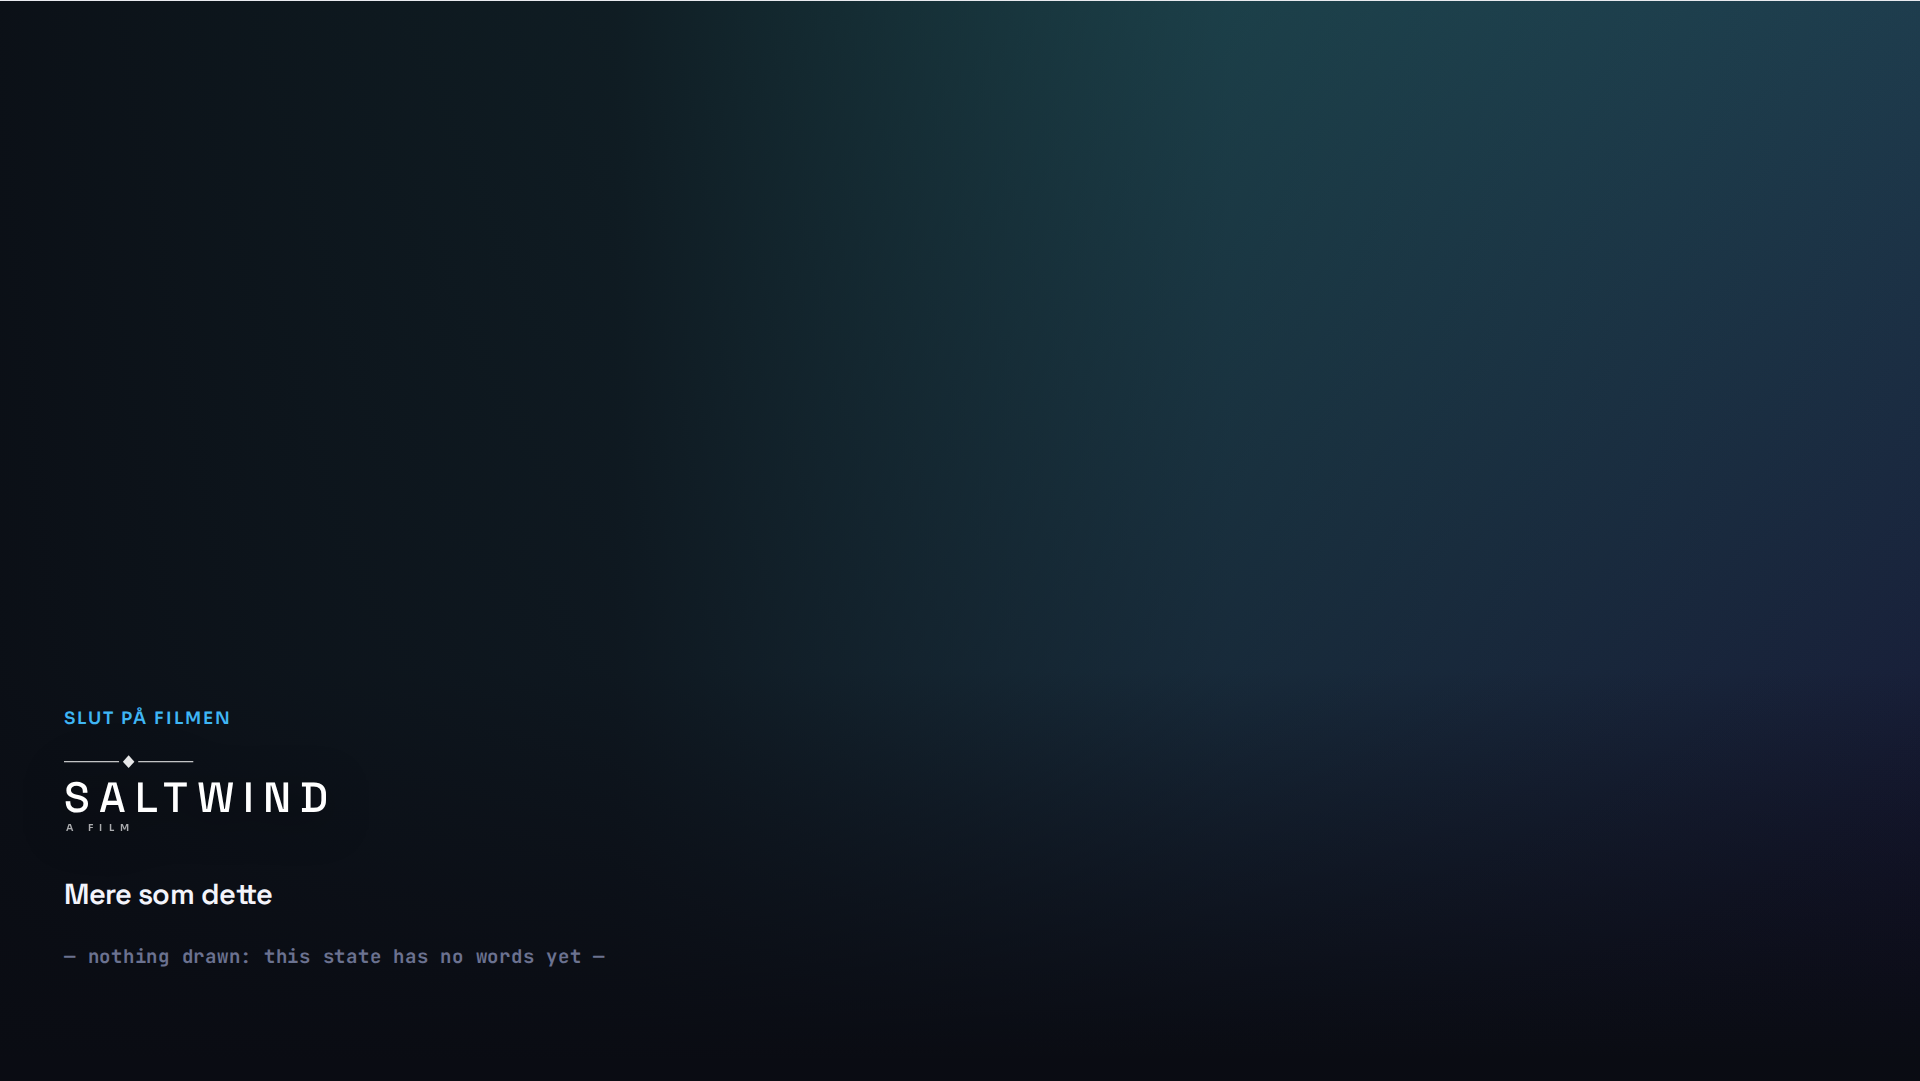 SLUT PÅ FILMEN
SALTWIND
A FILM
Mere som dette
— nothing drawn: this state has no words yet —